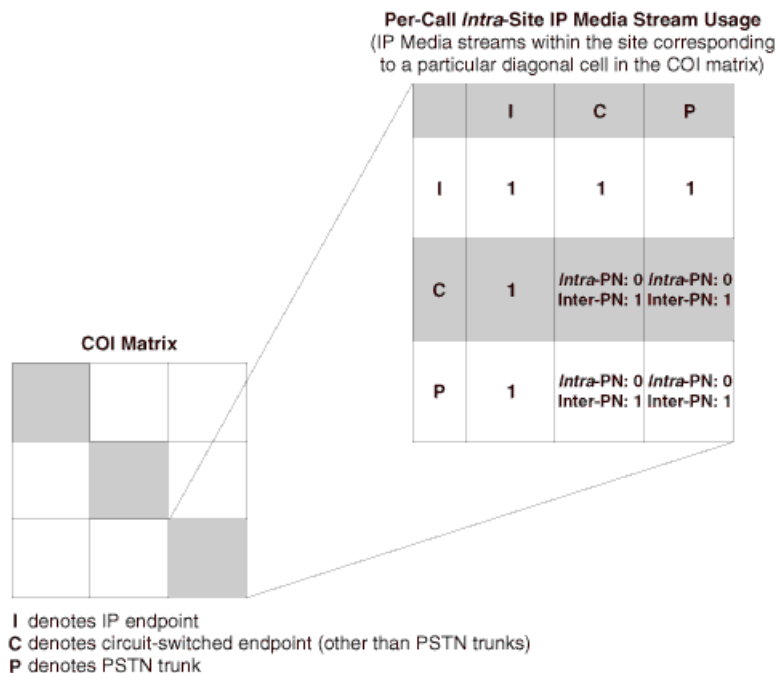 Per-Call Intra-Site IP Media Stream Usage
(IP Media streams within the site corresponding
to a particular diagonal cell in the COI matrix)
I C P
I 1 1 1
C 1 Intra-PN: 0 Intra-PN: 0
Inter-PN: 1 Inter-PN: 1
P 1 Intra-PN: 0 Intra-PN: 0
Inter-PN: 1 Inter-PN: 1
COI Matrix
I denotes IP endpoint
C denotes circuit-switched endpoint (other than PSTN trunks)
P denotes PSTN trunk